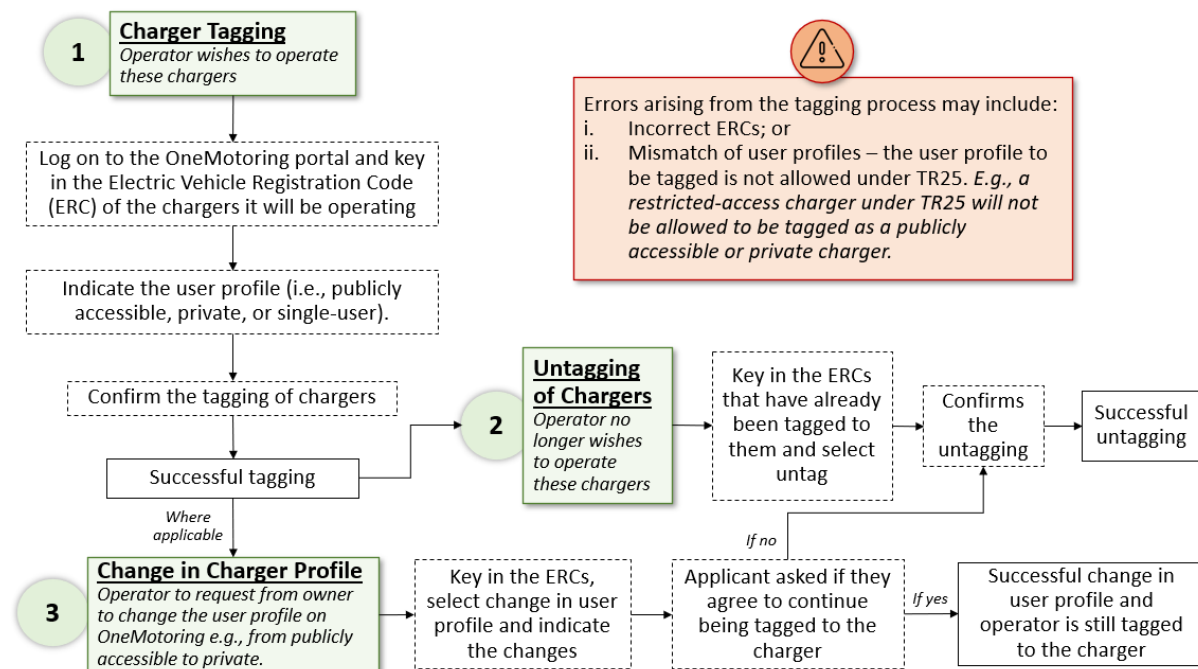 1
Charger Tagging
Operator wishes to operate
these chargers
Log on to the OneMotoring portal and key
in the Electric Vehicle Registration Code
(ERC) of the chargers it will be operating
Indicate the user profile (i.e., publicly
accessible, private, or single-user).
Confirm the tagging of chargers
Successful tagging
Where
applicable
Errors arising from the tagging process may include:
i. Incorrect ERCs; or
ii. Mismatch of user profiles – the user profile to
be tagged is not allowed under TR25. E.g., a
restricted-access charger under TR25 will not
be allowed to be tagged as a publicly
accessible or private charger.
2
Untagging
of Chargers
Operator no
longer wishes
to operate
these chargers
Key in the ERCs
that have already
been tagged to
them and select
untag
Confirms
the
untagging
Successful
untagging
3
Change in Charger Profile
Operator to request from owner
to change the user profile on
OneMotoring e.g., from publicly
accessible to private.
Key in the ERCs,
select change in user
profile and indicate
the changes
Applicant asked if they
agree to continue
being tagged to the
charger
If no
If yes
Successful change in
user profile and
operator is still tagged
to the charger